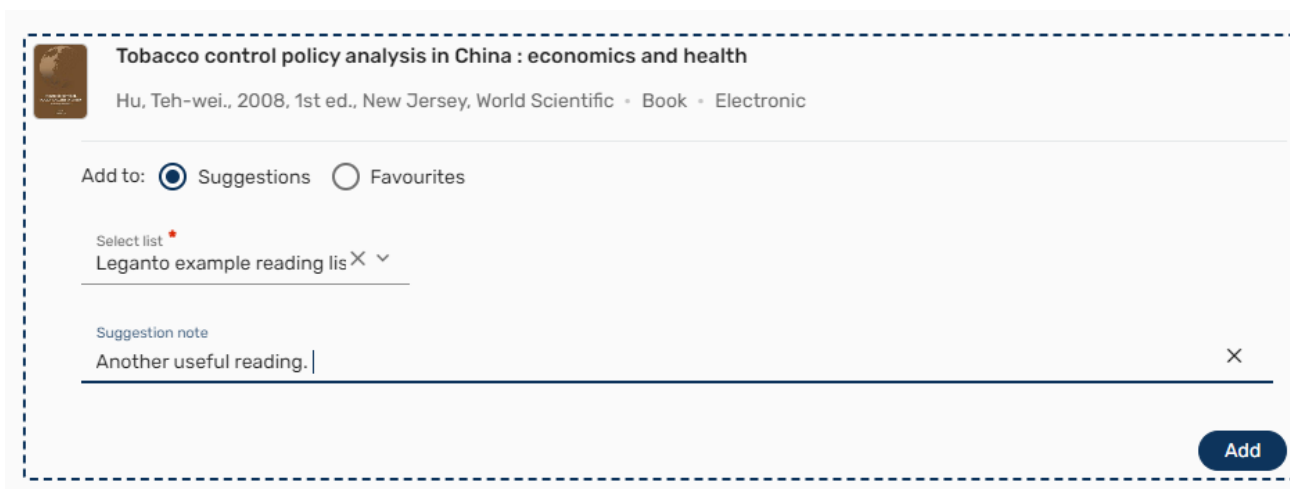 Tobacco control policy analysis in China : economics and health
Hu, Teh-wei., 2008, 1st ed., New Jersey, World Scientific • Book • Electronic
Add to: Suggestions Favourites
Select list *
Leganto example reading lis
Suggestion note
Another useful reading.
Add